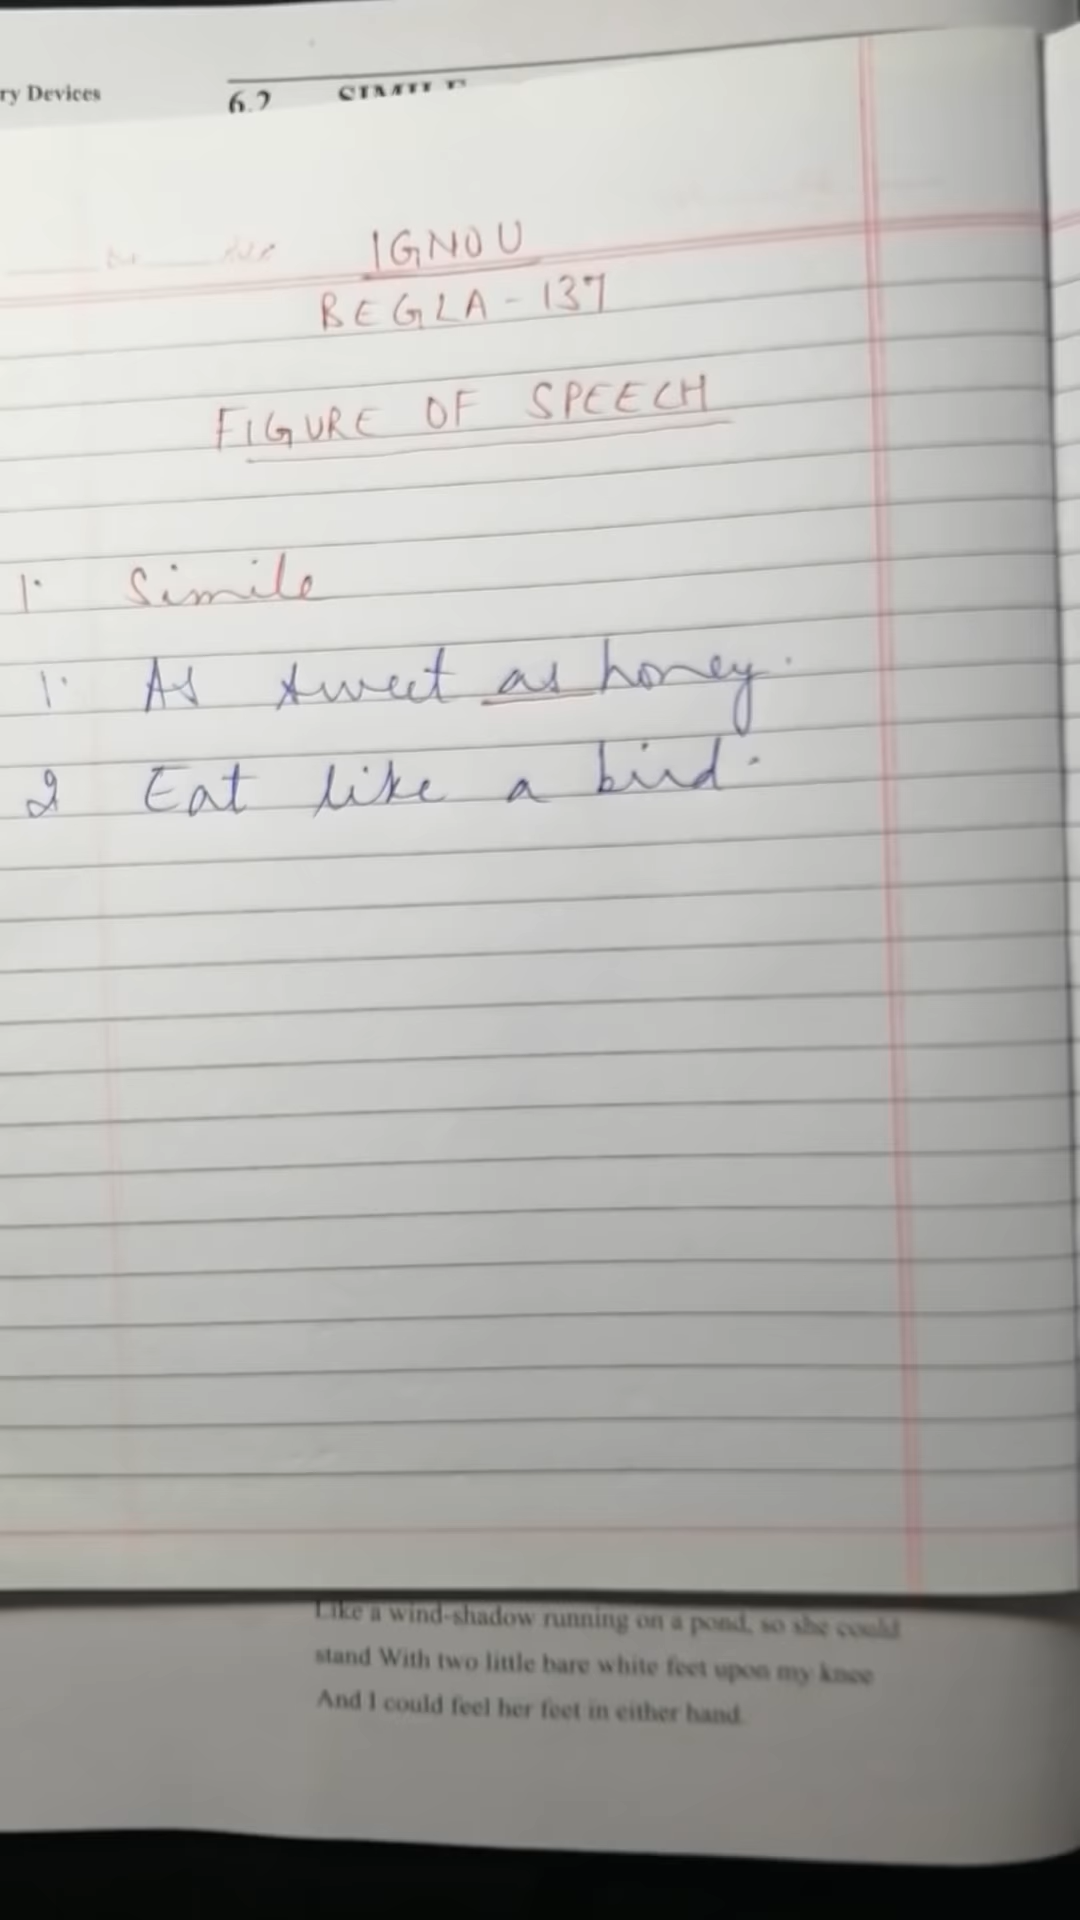 ry Devices
6.2 SIMILE
IGNOU
BEGLA-137
FIGURE OF SPEECH
1. Simile
1. As sweet as honey.
2 Eat like a bird.
Like a wind-shadow running on a pond, so she could
stand With two little bare white feet upon my knee
And I could feel her feet in either hand.